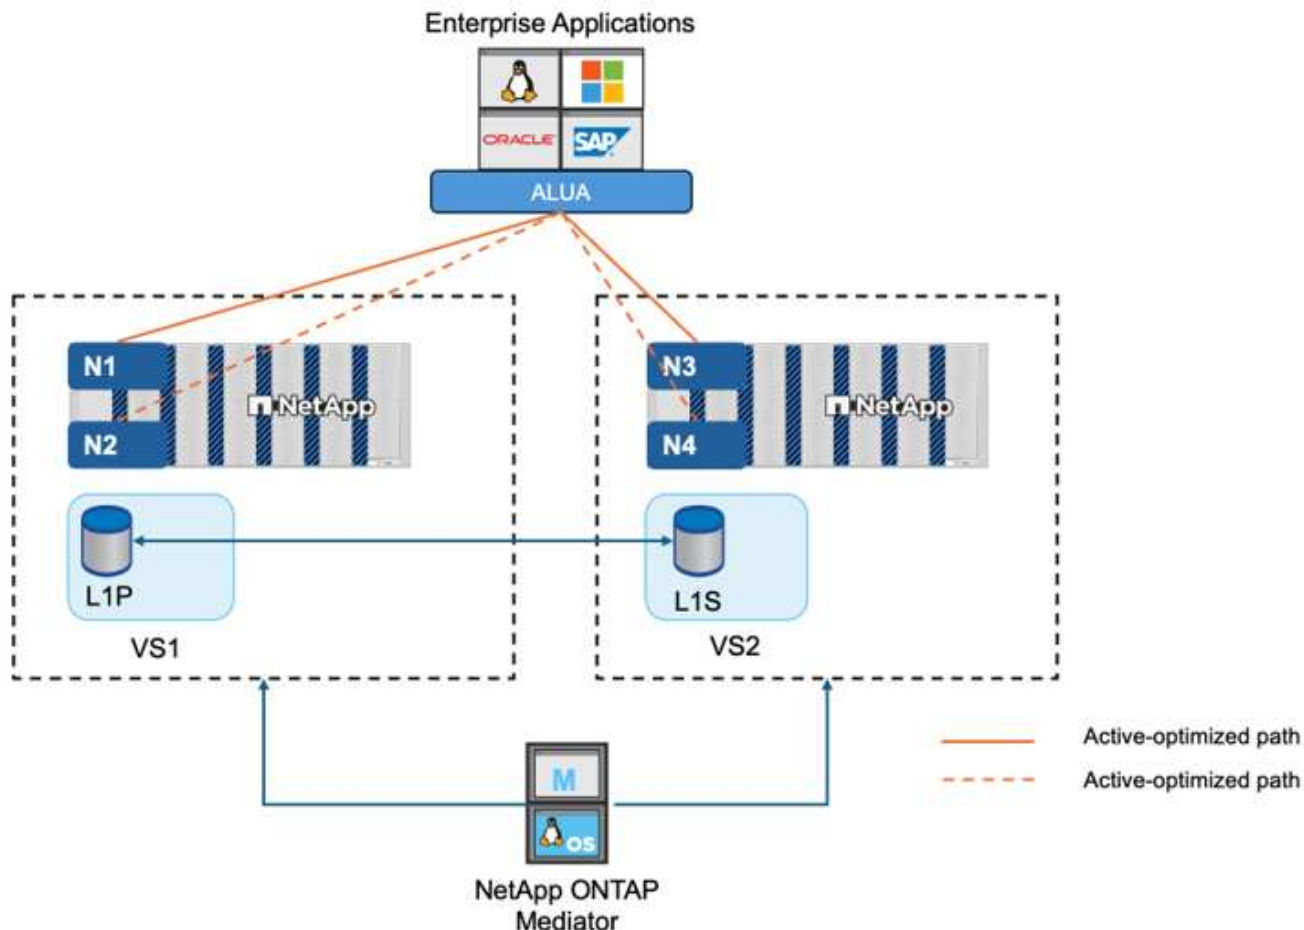 Enterprise Applications
ORACLE
SAP
ALUA
N1
N2
NetApp
N3
N4
NetApp
L1P
VS1
L1S
VS2
M
OS
NetApp ONTAP
Mediator
Active-optimized path
Active-optimized path